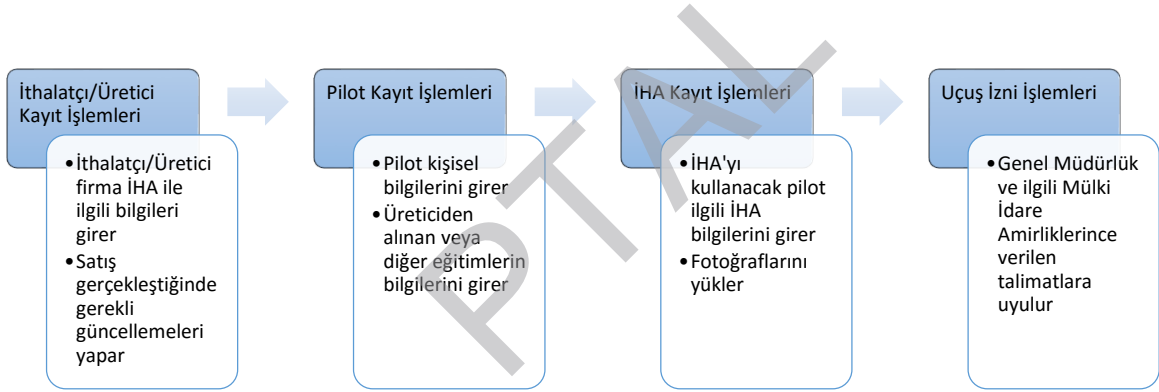 İthalatçı/Üretici
Kayıt İşlemleri
•İthalatçı/Üretici
firma İHA ile
ilgili bilgileri
girer
•Satış
gerçekleştiğinde
gerekli
güncellemeleri
yapar
Pilot Kayıt İşlemleri
•Pilot kişisel
bilgilerini girer
•Üreticiden
alınan veya
diğer eğitimlerin
bilgilerini girer
İHA Kayıt İşlemleri
•İHA'yı
kullanacak pilot
ilgili İHA
bilgilerini girer
•Fotoğraflarını
yükler
Uçuş İzni İşlemleri
•Genel Müdürlük
ve ilgili Mülki
İdare
Amirliklerince
verilen
talimatlara
uyulur
PTAL